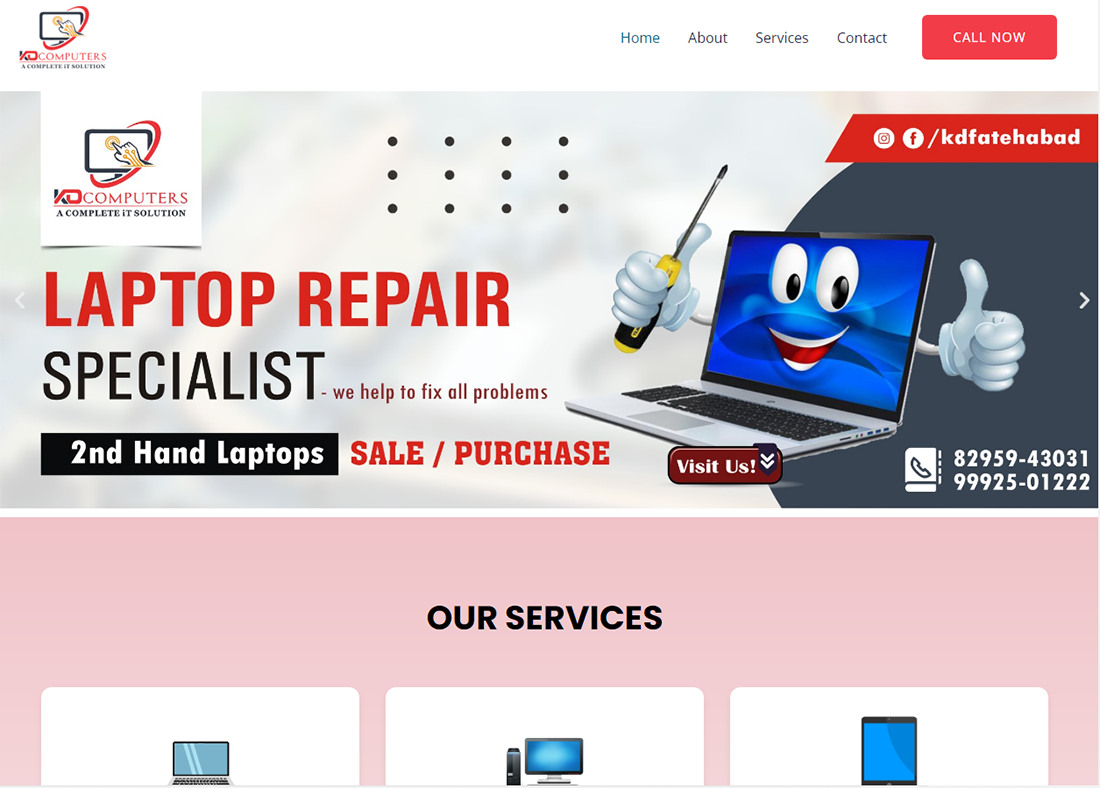 KDCOMPUTERS
A COMPLETE iT SOLUTION
Home About Services Contact CALL NOW
/kdfatehabad
KDCOMPUTERS
A COMPLETE iT SOLUTION
LAPTOP REPAIR
SPECIALIST - we help to fix all problems
2nd Hand Laptops SALE / PURCHASE
Visit Us!
82959-43031
99925-01222
OUR SERVICES